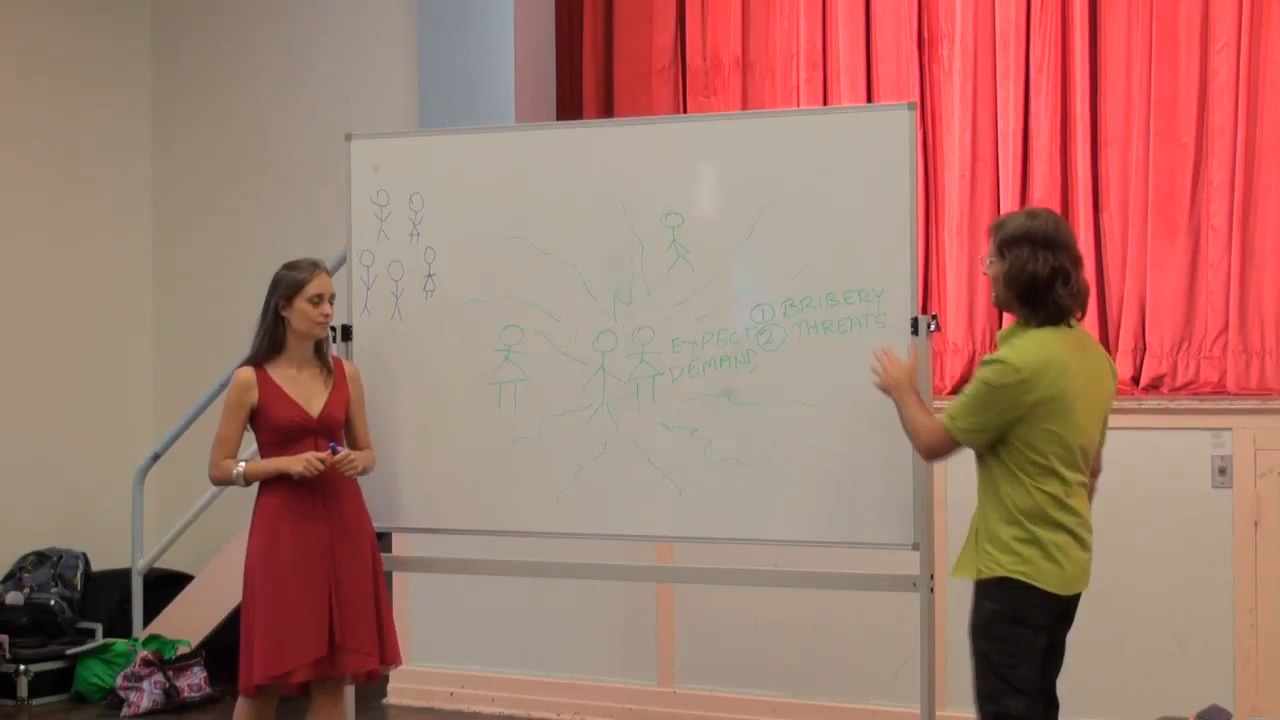 EXPECT
DEMAND
① BRIBERY
② THREATS